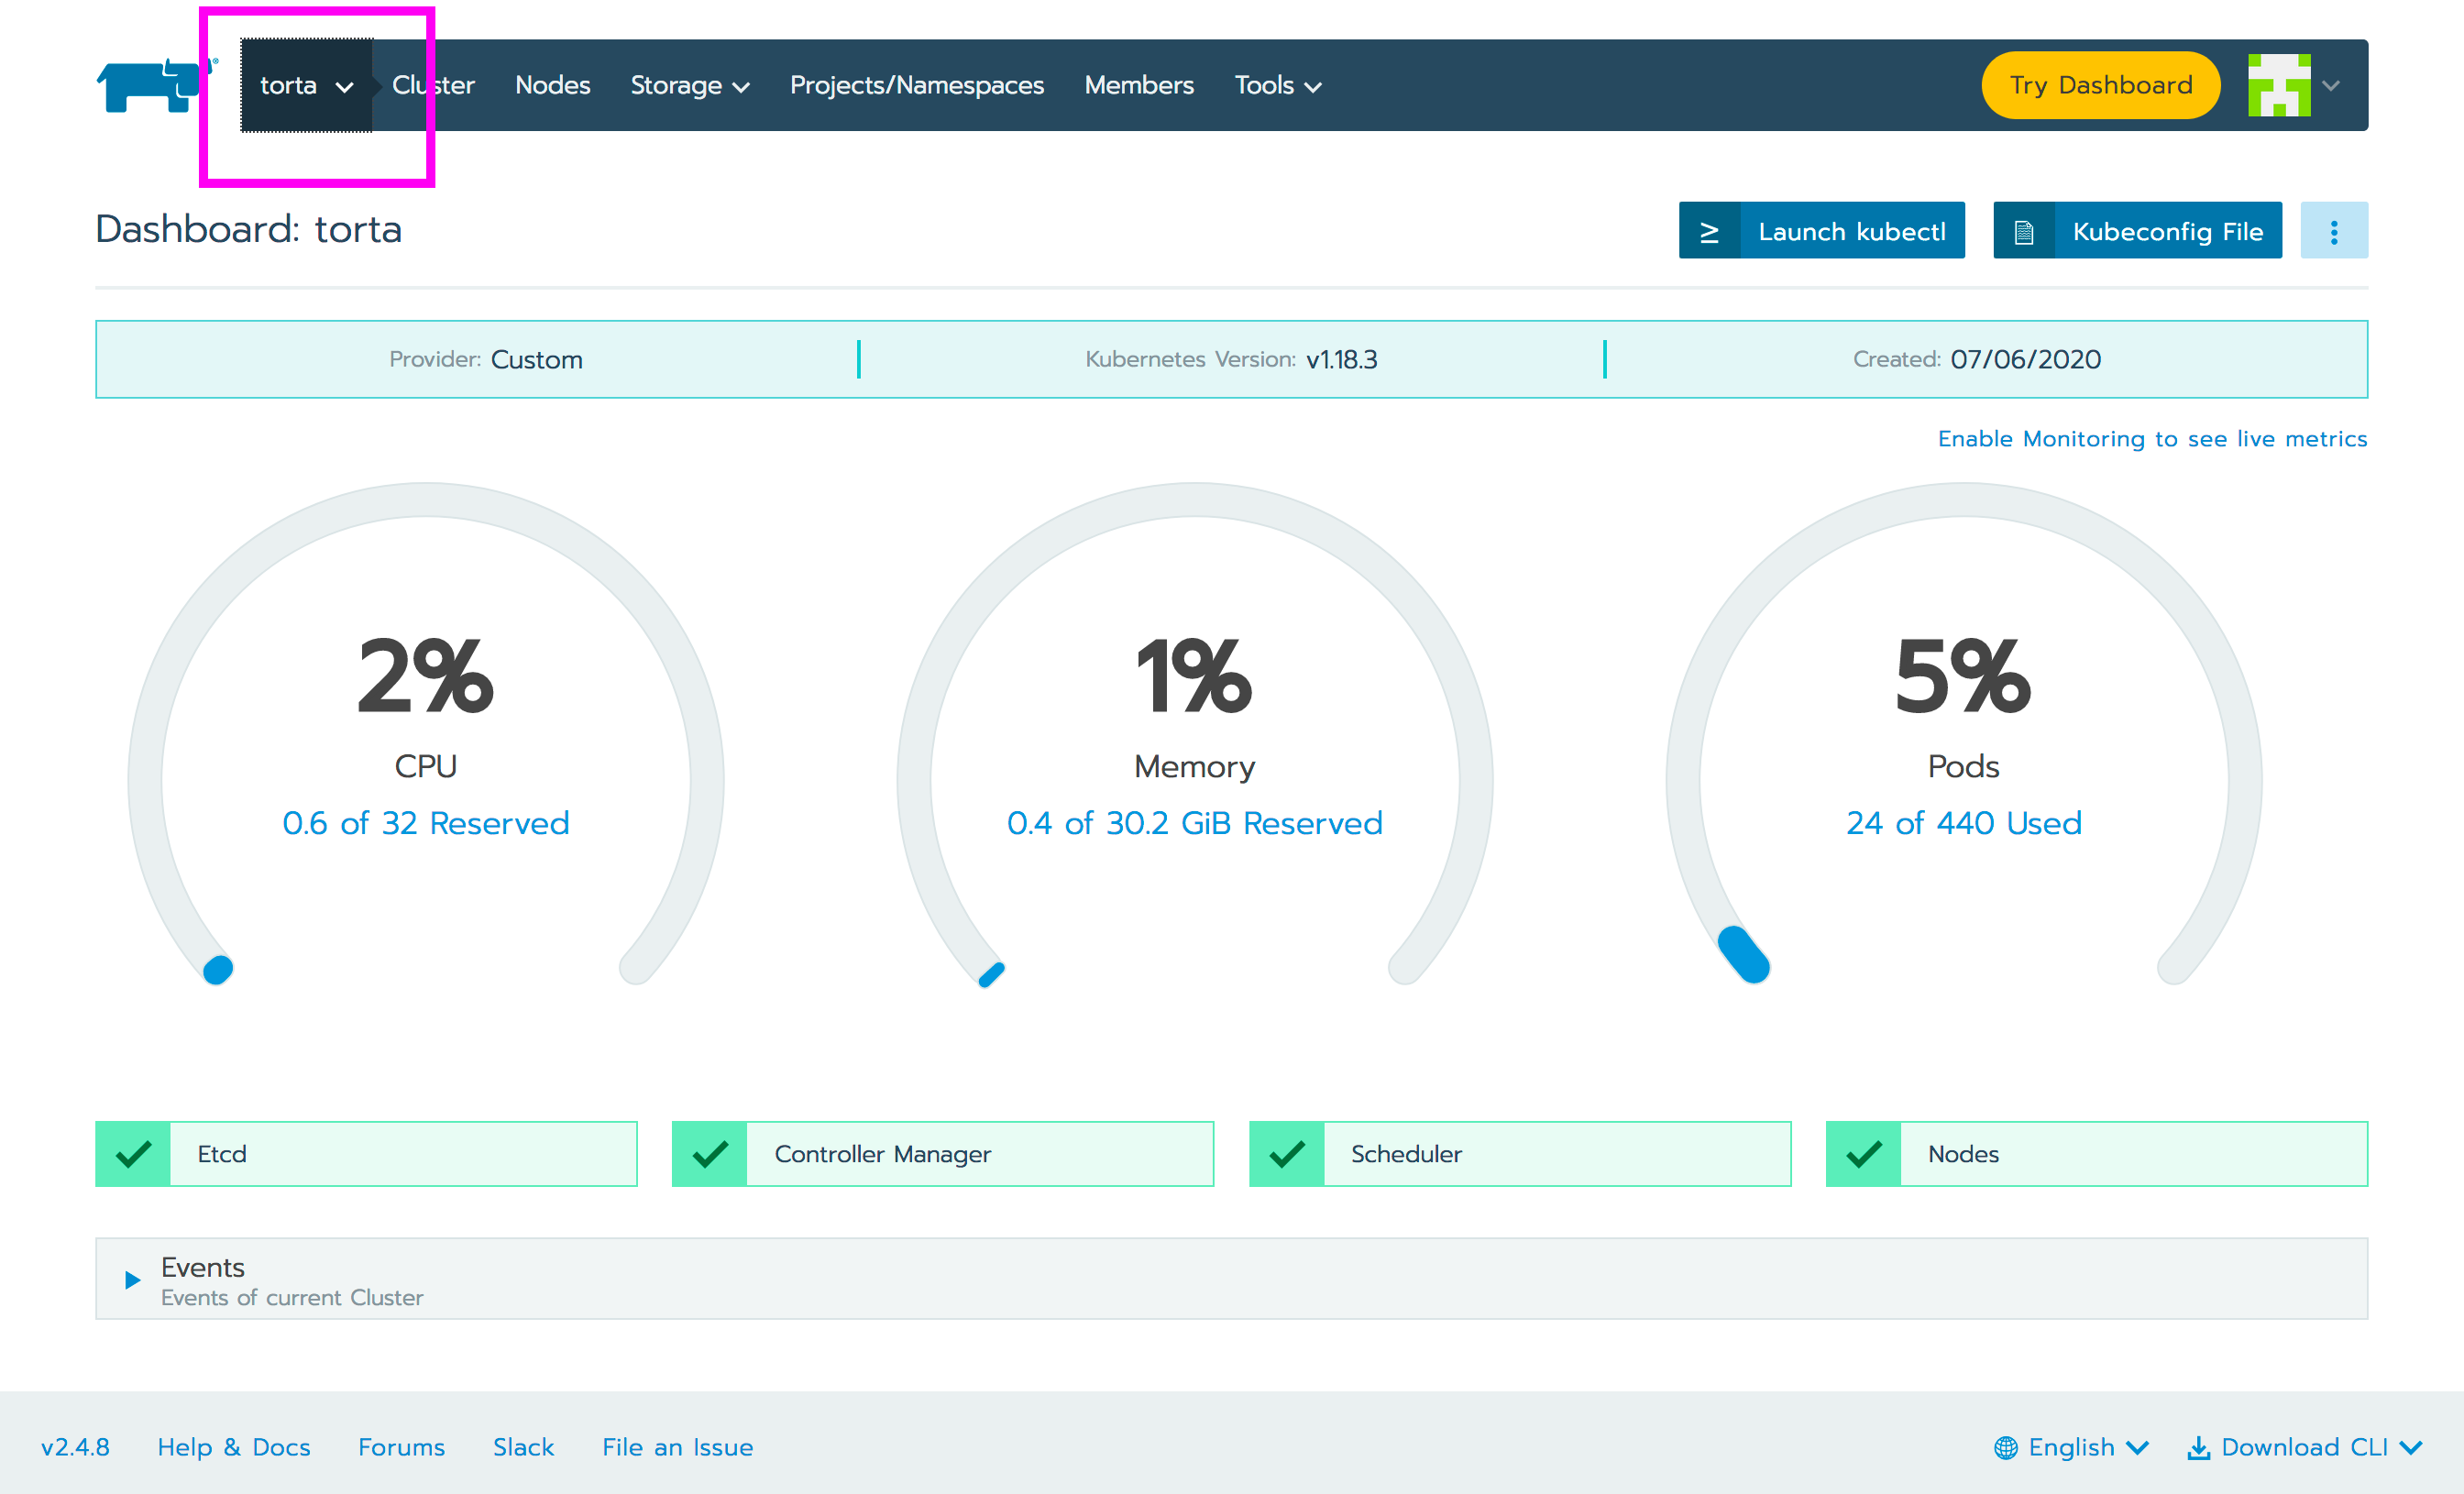 torta Cluster Nodes Storage Projects/Namespaces Members Tools Try Dashboard
Dashboard: torta Launch kubectl Kubeconfig File
Provider: Custom Kubernetes Version: v1.18.3 Created: 07/06/2020
Enable Monitoring to see live metrics
2%
CPU
0.6 of 32 Reserved
1%
Memory
0.4 of 30.2 GiB Reserved
5%
Pods
24 of 440 Used
Etcd Controller Manager Scheduler Nodes
Events
Events of current Cluster
v2.4.8 Help & Docs Forums Slack File an Issue English Download CLI